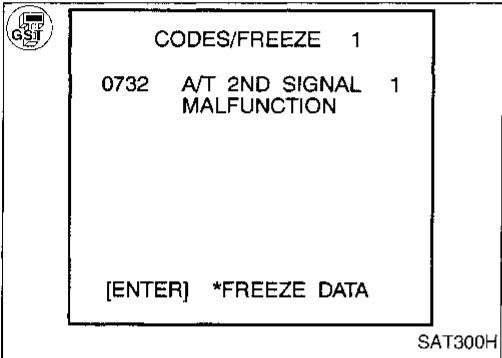 GST
CODES/FREEZE 1
0732 A/T 2ND SIGNAL 1
MALFUNCTION
[ENTER] *FREEZE DATA
SAT300H